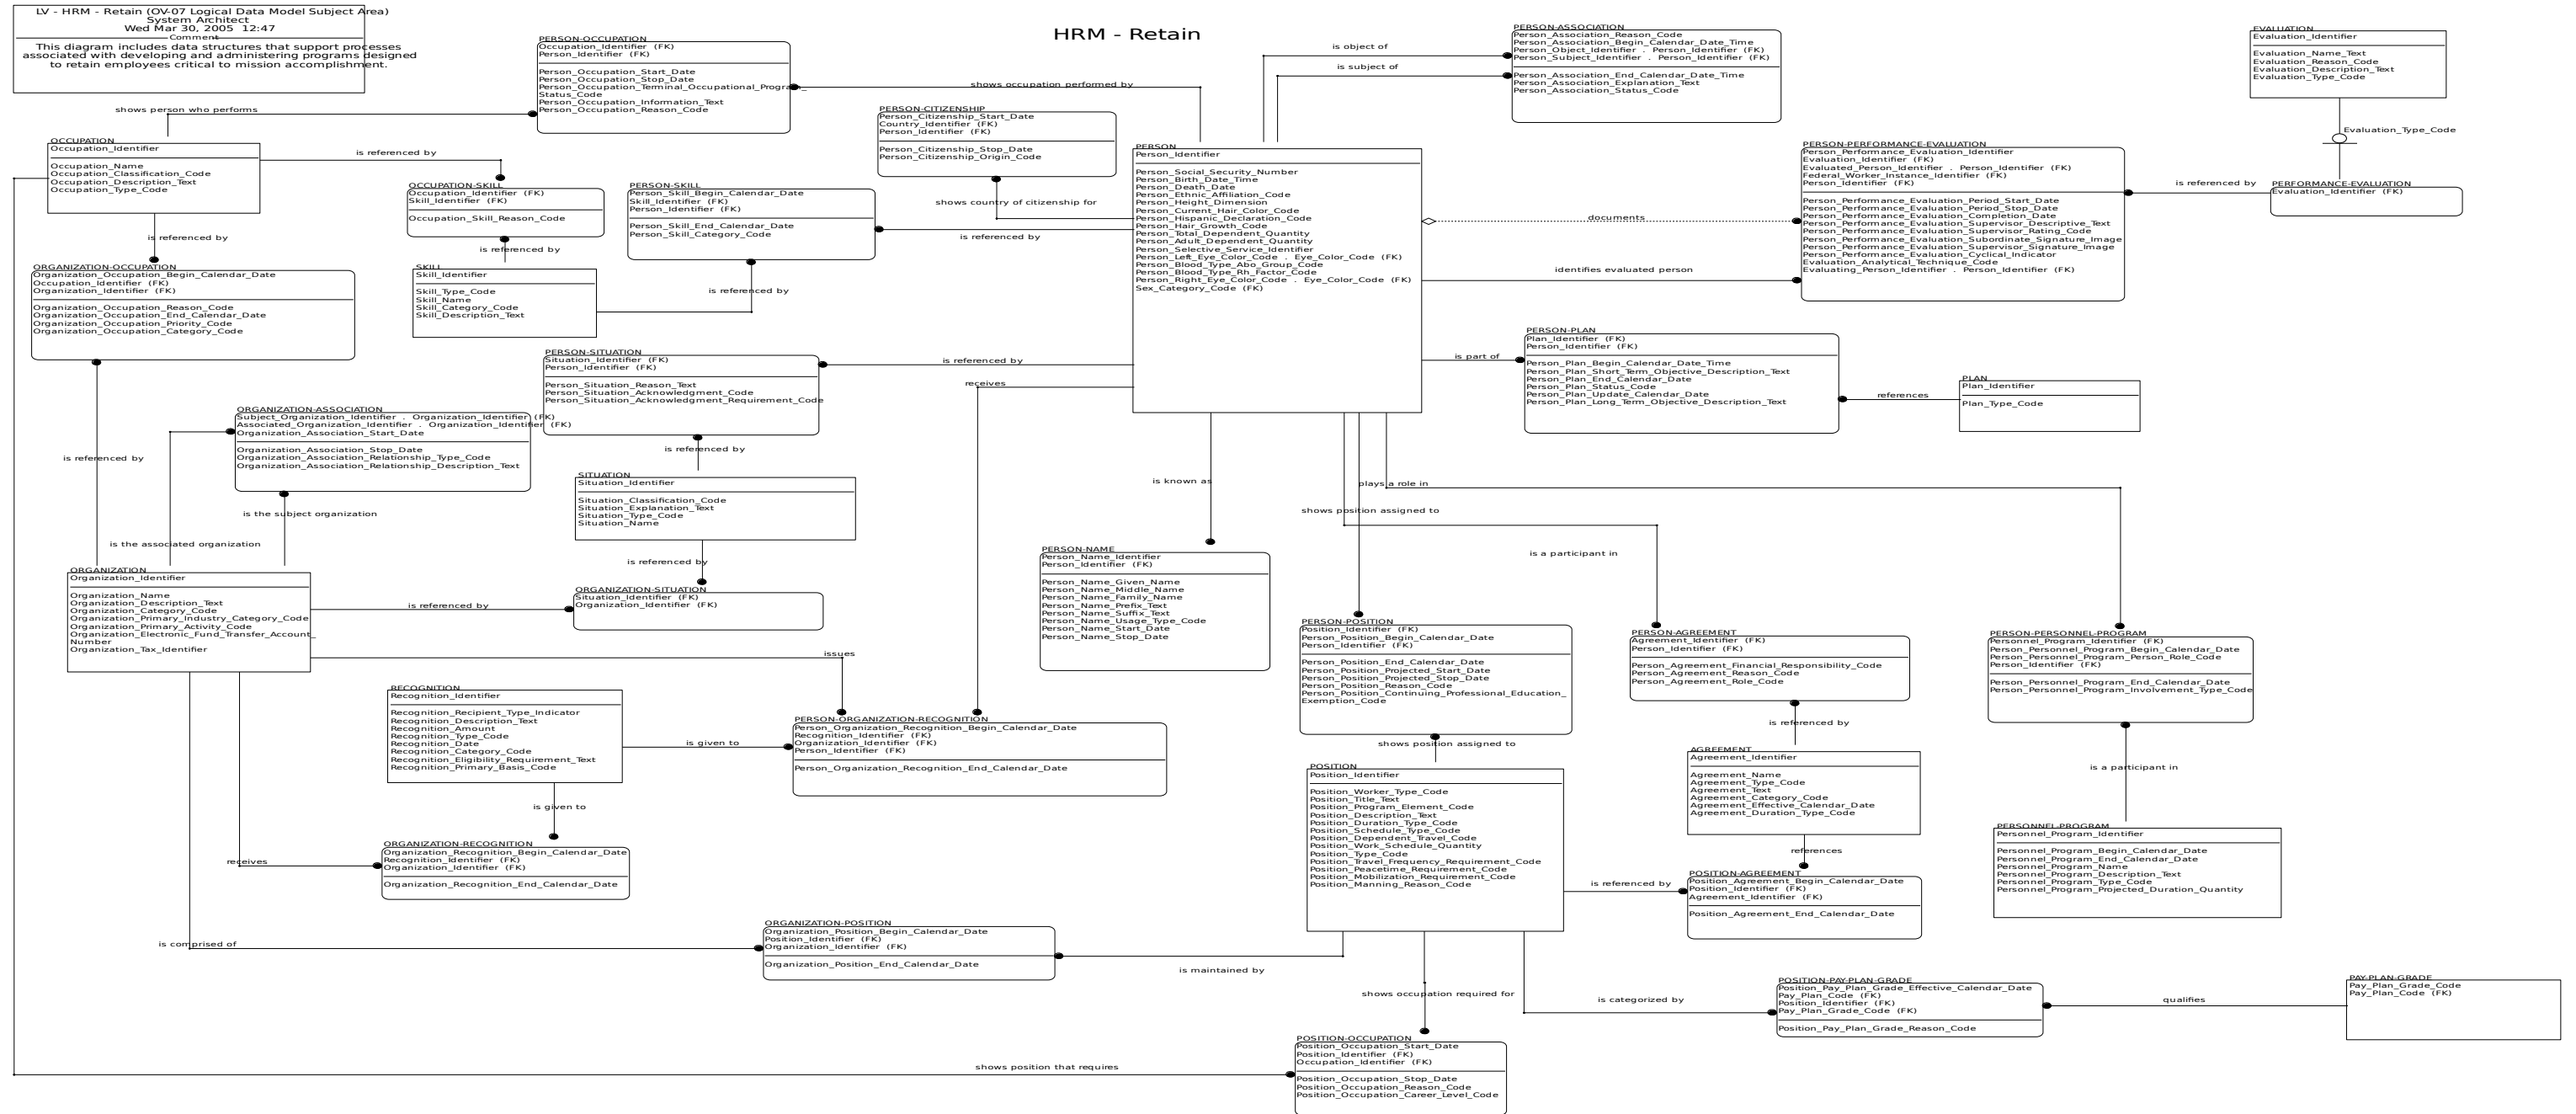 LV - HRM - Retain (OV-07 Logical Data Model Subject Area)
System Architect
Wed Mar 30, 2005  12:47
Comment
This diagram includes data structures that support processes
associated with developing and administering programs designed
to retain employees critical to mission accomplishment.
HRM - Retain
PERSON-OCCUPATION
Occupation_Identifier (FK)
Person_Identifier (FK)
Person_Occupation_Start_Date
Person_Occupation_Stop_Date
Person_Occupation_Terminal_Occupational_Program_
Status_Code
Person_Occupation_Information_Text
Person_Occupation_Reason_Code
shows person who performs
shows occupation performed by
PERSON-ASSOCIATION
Person_Association_Reason_Code
Person_Association_Begin_Calendar_Date_Time
Person_Object_Identifier . Person_Identifier (FK)
Person_Subject_Identifier . Person_Identifier (FK)
Person_Association_End_Calendar_Date_Time
Person_Association_Explanation_Text
Person_Association_Status_Code
is object of
is subject of
EVALUATION
Evaluation_Identifier
Evaluation_Name_Text
Evaluation_Reason_Code
Evaluation_Description_Text
Evaluation_Type_Code
Evaluation_Type_Code
PERFORMANCE-EVALUATION
Evaluation_Identifier (FK)
is referenced by
PERSON-PERFORMANCE-EVALUATION
Person_Performance_Evaluation_Identifier
Evaluation_Identifier (FK)
Evaluated_Person_Identifier . Person_Identifier (FK)
Federal_Worker_Instance_Identifier (FK)
Person_Identifier (FK)
Person_Performance_Evaluation_Period_Start_Date
Person_Performance_Evaluation_Period_Stop_Date
Person_Performance_Evaluation_Completion_Date
Person_Performance_Evaluation_Supervisor_Descriptive_Text
Person_Performance_Evaluation_Supervisor_Rating_Code
Person_Performance_Evaluation_Subordinate_Signature_Image
Person_Performance_Evaluation_Supervisor_Signature_Image
Person_Performance_Evaluation_Cyclical_Indicator
Evaluation_Analytical_Technique_Code
Evaluating_Person_Identifier . Person_Identifier (FK)
documents
identifies evaluated person
PERSON-CITIZENSHIP
Person_Citizenship_Start_Date
Country_Identifier (FK)
Person_Identifier (FK)
Person_Citizenship_Stop_Date
Person_Citizenship_Origin_Code
shows country of citizenship for
PERSON
Person_Identifier
Person_Social_Security_Number
Person_Birth_Date_Time
Person_Death_Date
Person_Ethnic_Affiliation_Code
Person_Height_Dimension
Person_Current_Hair_Color_Code
Person_Hispanic_Declaration_Code
Person_Hair_Growth_Code
Person_Total_Dependent_Quantity
Person_Adult_Dependent_Quantity
Person_Selective_Service_Identifier
Person_Left_Eye_Color_Code . Eye_Color_Code (FK)
Person_Blood_Type_Abo_Group_Code
Person_Blood_Type_Rh_Factor_Code
Person_Right_Eye_Color_Code . Eye_Color_Code (FK)
Sex_Category_Code (FK)
OCCUPATION
Occupation_Identifier
Occupation_Name
Occupation_Classification_Code
Occupation_Description_Text
Occupation_Type_Code
is referenced by
OCCUPATION-SKILL
Occupation_Identifier (FK)
Skill_Identifier (FK)
Occupation_Skill_Reason_Code
is referenced by
PERSON-SKILL
Person_Skill_Begin_Calendar_Date
Skill_Identifier (FK)
Person_Identifier (FK)
Person_Skill_End_Calendar_Date
Person_Skill_Category_Code
is referenced by
is referenced by
SKILL
Skill_Identifier
Skill_Type_Code
Skill_Name
Skill_Category_Code
Skill_Description_Text
is referenced by
ORGANIZATION-OCCUPATION
Organization_Occupation_Begin_Calendar_Date
Occupation_Identifier (FK)
Organization_Identifier (FK)
Organization_Occupation_Reason_Code
Organization_Occupation_End_Calendar_Date
Organization_Occupation_Priority_Code
Organization_Occupation_Category_Code
PERSON-SITUATION
Situation_Identifier (FK)
Person_Identifier (FK)
Person_Situation_Reason_Text
Person_Situation_Acknowledgment_Code
Person_Situation_Acknowledgment_Requirement_Code
is referenced by
receives
PERSON-PLAN
Plan_Identifier (FK)
Person_Identifier (FK)
Person_Plan_Begin_Calendar_Date_Time
Person_Plan_Short_Term_Objective_Description_Text
Person_Plan_End_Calendar_Date
Person_Plan_Status_Code
Person_Plan_Update_Calendar_Date
Person_Plan_Long_Term_Objective_Description_Text
is part of
references
PLAN
Plan_Identifier
Plan_Type_Code
ORGANIZATION-ASSOCIATION
Subject_Organization_Identifier . Organization_Identifier (FK)
Associated_Organization_Identifier . Organization_Identifier (FK)
Organization_Association_Start_Date
Organization_Association_Stop_Date
Organization_Association_Relationship_Type_Code
Organization_Association_Relationship_Description_Text
is referenced by
is the subject organization
is the associated organization
is referenced by
SITUATION
Situation_Identifier
Situation_Classification_Code
Situation_Explanation_Text
Situation_Type_Code
Situation_Name
is referenced by
is known as
plays a role in
shows position assigned to
is a participant in
ORGANIZATION
Organization_Identifier
Organization_Name
Organization_Description_Text
Organization_Category_Code
Organization_Primary_Industry_Category_Code
Organization_Primary_Activity_Code
Organization_Electronic_Fund_Transfer_Account_
Number
Organization_Tax_Identifier
is referenced by
ORGANIZATION-SITUATION
Situation_Identifier (FK)
Organization_Identifier (FK)
issues
PERSON-NAME
Person_Name_Identifier
Person_Identifier (FK)
Person_Name_Given_Name
Person_Name_Middle_Name
Person_Name_Family_Name
Person_Name_Prefix_Text
Person_Name_Suffix_Text
Person_Name_Usage_Type_Code
Person_Name_Start_Date
Person_Name_Stop_Date
PERSON-POSITION
Position_Identifier (FK)
Person_Position_Begin_Calendar_Date
Person_Identifier (FK)
Person_Position_End_Calendar_Date
Person_Position_Projected_Start_Date
Person_Position_Projected_Stop_Date
Person_Position_Reason_Code
Person_Position_Continuing_Professional_Education_
Exemption_Code
PERSON-AGREEMENT
Agreement_Identifier (FK)
Person_Identifier (FK)
Person_Agreement_Financial_Responsibility_Code
Person_Agreement_Reason_Code
Person_Agreement_Role_Code
PERSON-PERSONNEL-PROGRAM
Personnel_Program_Identifier (FK)
Person_Personnel_Program_Begin_Calendar_Date
Person_Personnel_Program_Person_Role_Code
Person_Identifier (FK)
Person_Personnel_Program_End_Calendar_Date
Person_Personnel_Program_Involvement_Type_Code
RECOGNITION
Recognition_Identifier
Recognition_Recipient_Type_Indicator
Recognition_Description_Text
Recognition_Amount
Recognition_Type_Code
Recognition_Date
Recognition_Category_Code
Recognition_Eligibility_Requirement_Text
Recognition_Primary_Basis_Code
is given to
PERSON-ORGANIZATION-RECOGNITION
Person_Organization_Recognition_Begin_Calendar_Date
Recognition_Identifier (FK)
Organization_Identifier (FK)
Person_Identifier (FK)
Person_Organization_Recognition_End_Calendar_Date
shows position assigned to
is referenced by
is a participant in
POSITION
Position_Identifier
Position_Worker_Type_Code
Position_Title_Text
Position_Program_Element_Code
Position_Description_Text
Position_Duration_Type_Code
Position_Schedule_Type_Code
Position_Dependent_Travel_Code
Position_Work_Schedule_Quantity
Position_Type_Code
Position_Travel_Frequency_Requirement_Code
Position_Peacetime_Requirement_Code
Position_Mobilization_Requirement_Code
Position_Manning_Reason_Code
AGREEMENT
Agreement_Identifier
Agreement_Name
Agreement_Type_Code
Agreement_Text
Agreement_Category_Code
Agreement_Effective_Calendar_Date
Agreement_Duration_Type_Code
references
PERSONNEL-PROGRAM
Personnel_Program_Identifier
Personnel_Program_Begin_Calendar_Date
Personnel_Program_End_Calendar_Date
Personnel_Program_Name
Personnel_Program_Description_Text
Personnel_Program_Type_Code
Personnel_Program_Projected_Duration_Quantity
is given to
receives
ORGANIZATION-RECOGNITION
Organization_Recognition_Begin_Calendar_Date
Recognition_Identifier (FK)
Organization_Identifier (FK)
Organization_Recognition_End_Calendar_Date
is referenced by
POSITION-AGREEMENT
Position_Agreement_Begin_Calendar_Date
Position_Identifier (FK)
Agreement_Identifier (FK)
Position_Agreement_End_Calendar_Date
is comprised of
ORGANIZATION-POSITION
Organization_Position_Begin_Calendar_Date
Position_Identifier (FK)
Organization_Identifier (FK)
Organization_Position_End_Calendar_Date
is maintained by
shows occupation required for
is categorized by
POSITION-PAY-PLAN-GRADE
Position_Pay_Plan_Grade_Effective_Calendar_Date
Pay_Plan_Code (FK)
Position_Identifier (FK)
Pay_Plan_Grade_Code (FK)
Position_Pay_Plan_Grade_Reason_Code
qualifies
PAY-PLAN-GRADE
Pay_Plan_Grade_Code
Pay_Plan_Code (FK)
shows position that requires
POSITION-OCCUPATION
Position_Occupation_Start_Date
Position_Identifier (FK)
Occupation_Identifier (FK)
Position_Occupation_Stop_Date
Position_Occupation_Reason_Code
Position_Occupation_Career_Level_Code